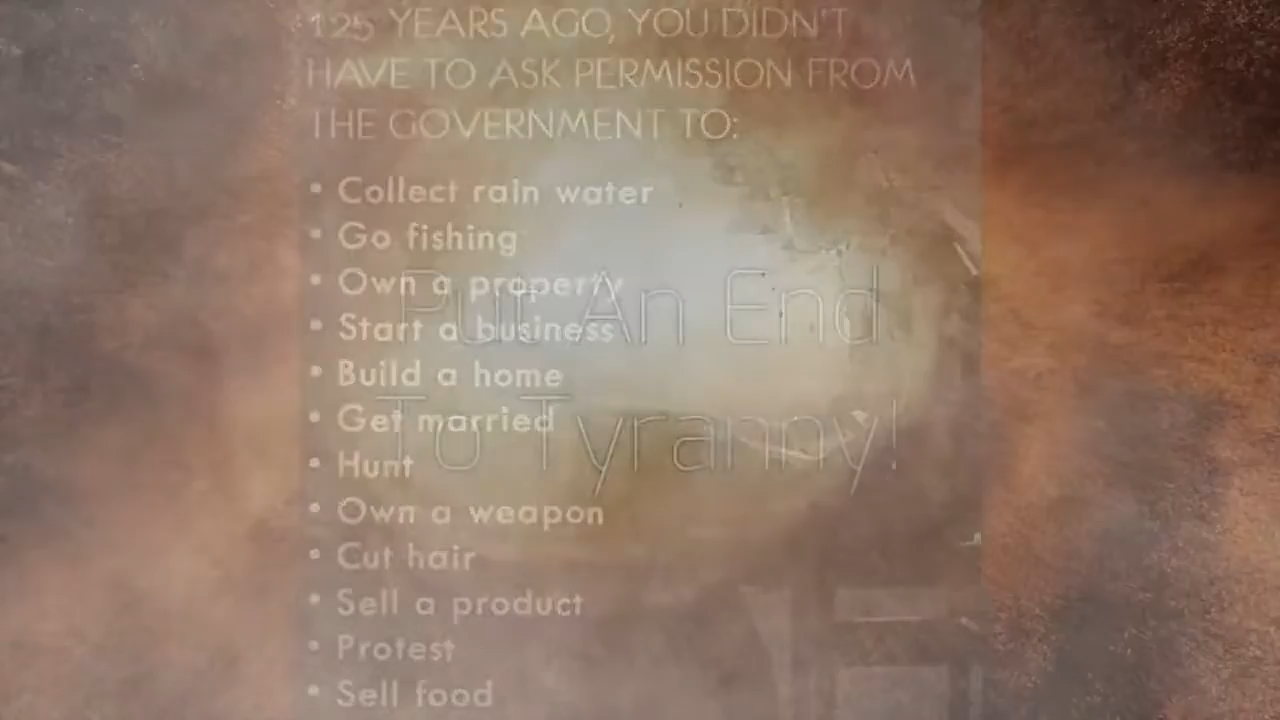 125 YEARS AGO, YOU DIDN'T
HAVE TO ASK PERMISSION FROM
THE GOVERNMENT TO:
• Collect rain water
• Go fishing
• Own a property
• Start a business
• Build a home
• Get married
• Hunt
• Own a weapon
• Cut hair
• Sell a product
• Protest
• Sell food
Put An End
To Tyranny!